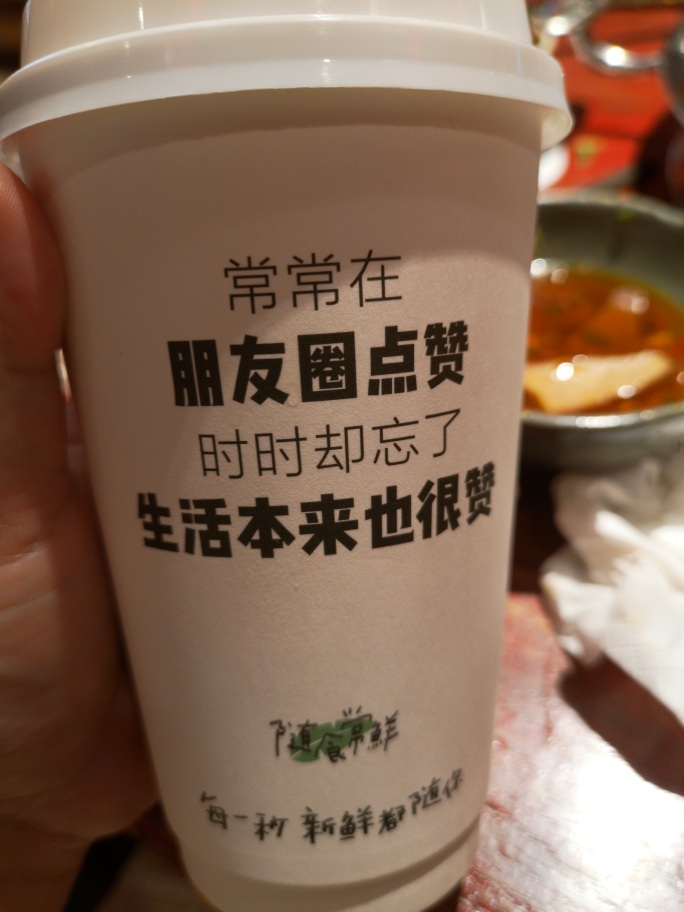 常常在
朋友圈点赞
时时却忘了
生活本来也很赞
随食常鲜
每一秒 新鲜都随你